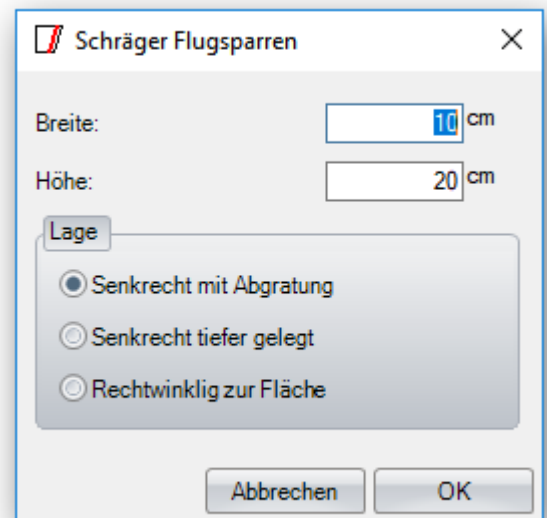 Schräger Flugsparren
Breite: 10 cm
Höhe: 20 cm
Lage
Senkrecht mit Abgratung
Senkrecht tiefer gelegt
Rechtwinklig zur Fläche
Abbrechen OK